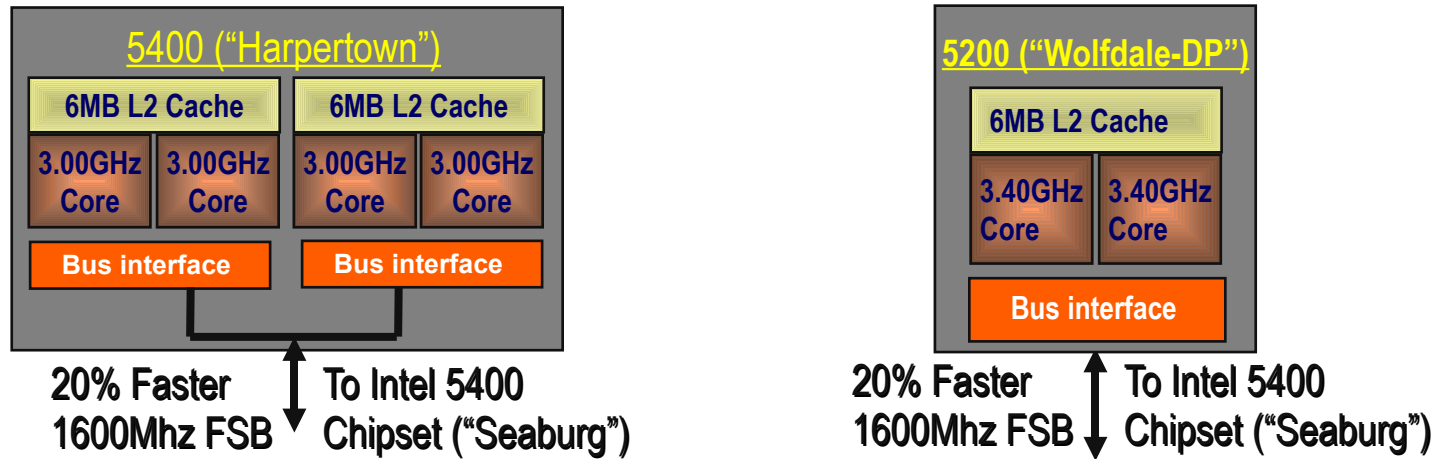 5400 (“Harpertown”)
6MB L2 Cache
6MB L2 Cache
3.00GHz
Core
3.00GHz
Core
3.00GHz
Core
3.00GHz
Core
Bus interface
Bus interface
20% Faster
1600Mhz FSB
To Intel 5400
Chipset (“Seaburg”)
5200 (“Wolfdale-DP”)
6MB L2 Cache
3.40GHz
Core
3.40GHz
Core
Bus interface
20% Faster
1600Mhz FSB
To Intel 5400
Chipset (“Seaburg”)